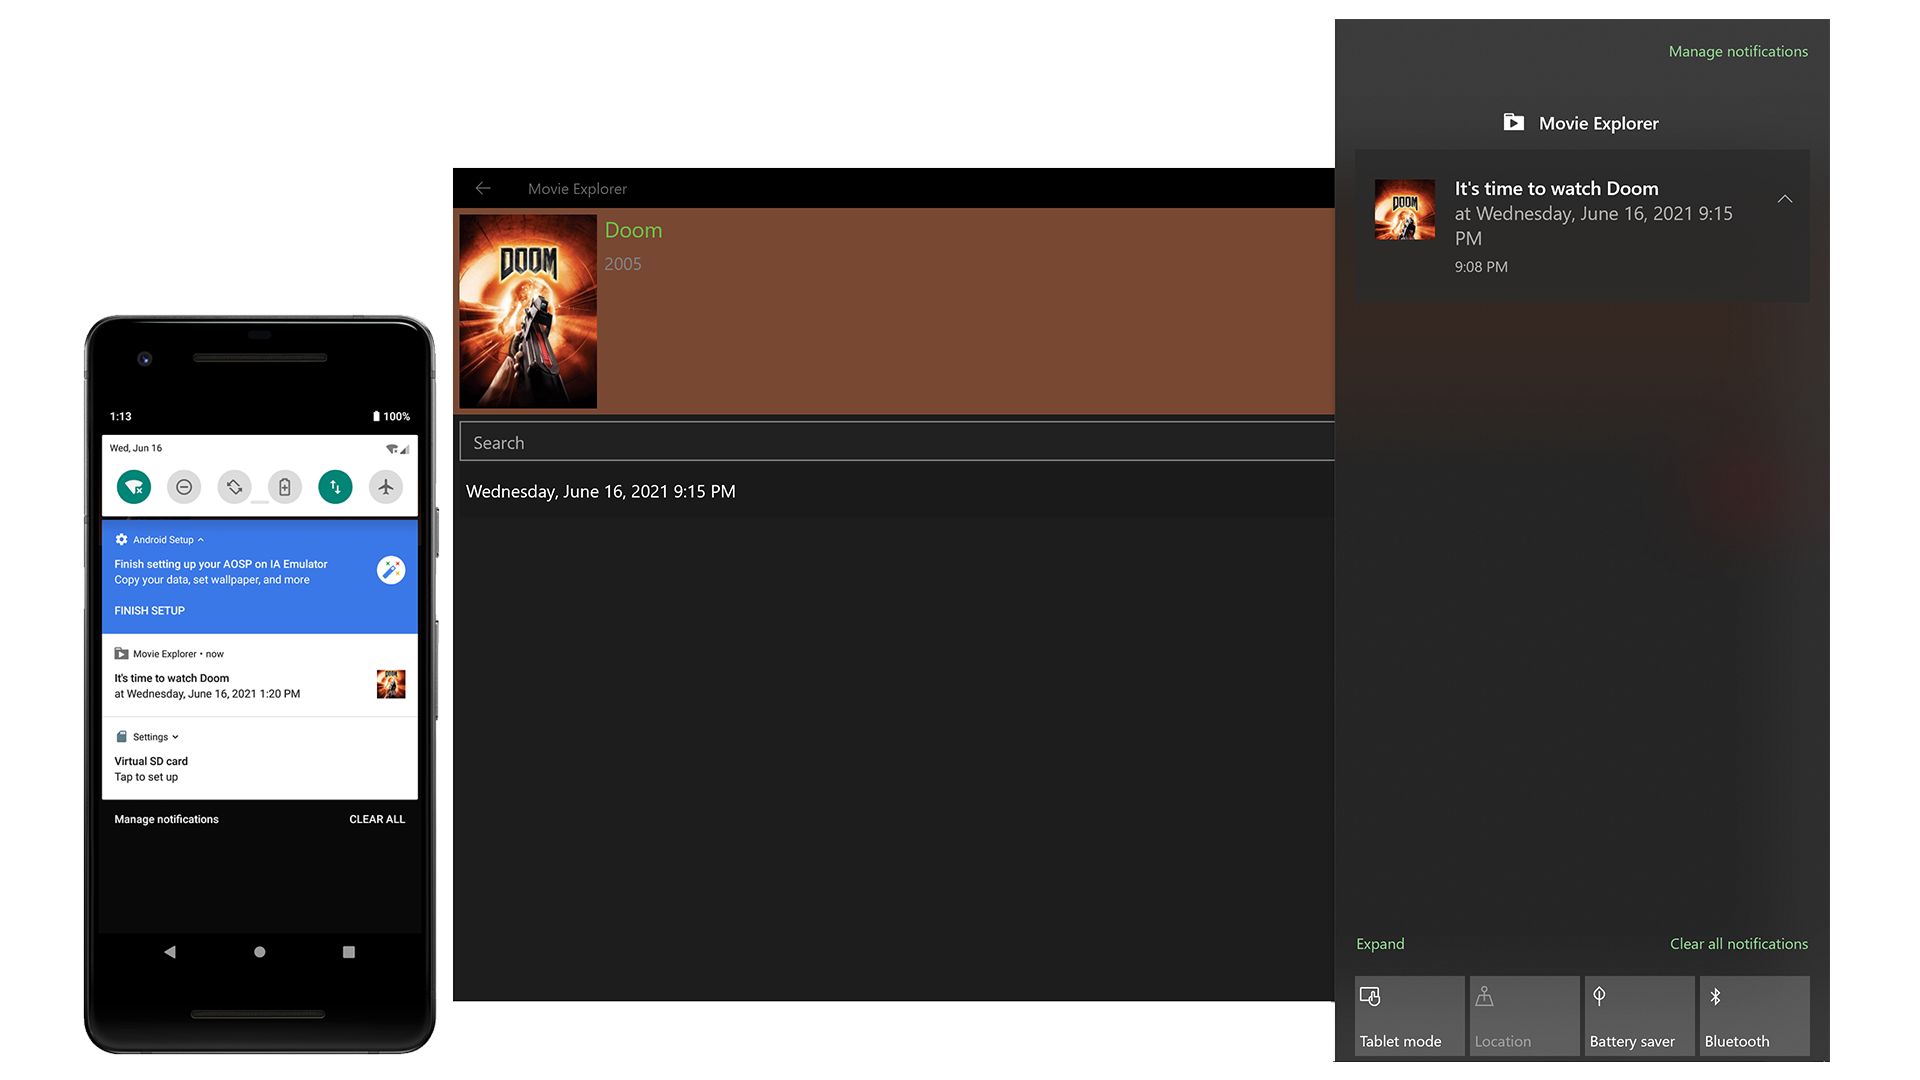 1:13
100%
Wed, Jun 16
Android Setup
Finish setting up your AOSP on IA Emulator
Copy your data, set wallpaper, and more
FINISH SETUP
Movie Explorer • now
It's time to watch Doom
at Wednesday, June 16, 2021 1:20 PM
DOOM
Settings
Virtual SD card
Tap to set up
Manage notifications
CLEAR ALL
Movie Explorer
DOOM
Doom
2005
Search
Wednesday, June 16, 2021 9:15 PM
Manage notifications
Movie Explorer
DOOM
It's time to watch Doom
at Wednesday, June 16, 2021 9:15
PM
9:08 PM
Expand
Clear all notifications
Tablet mode
Location
Battery saver
Bluetooth